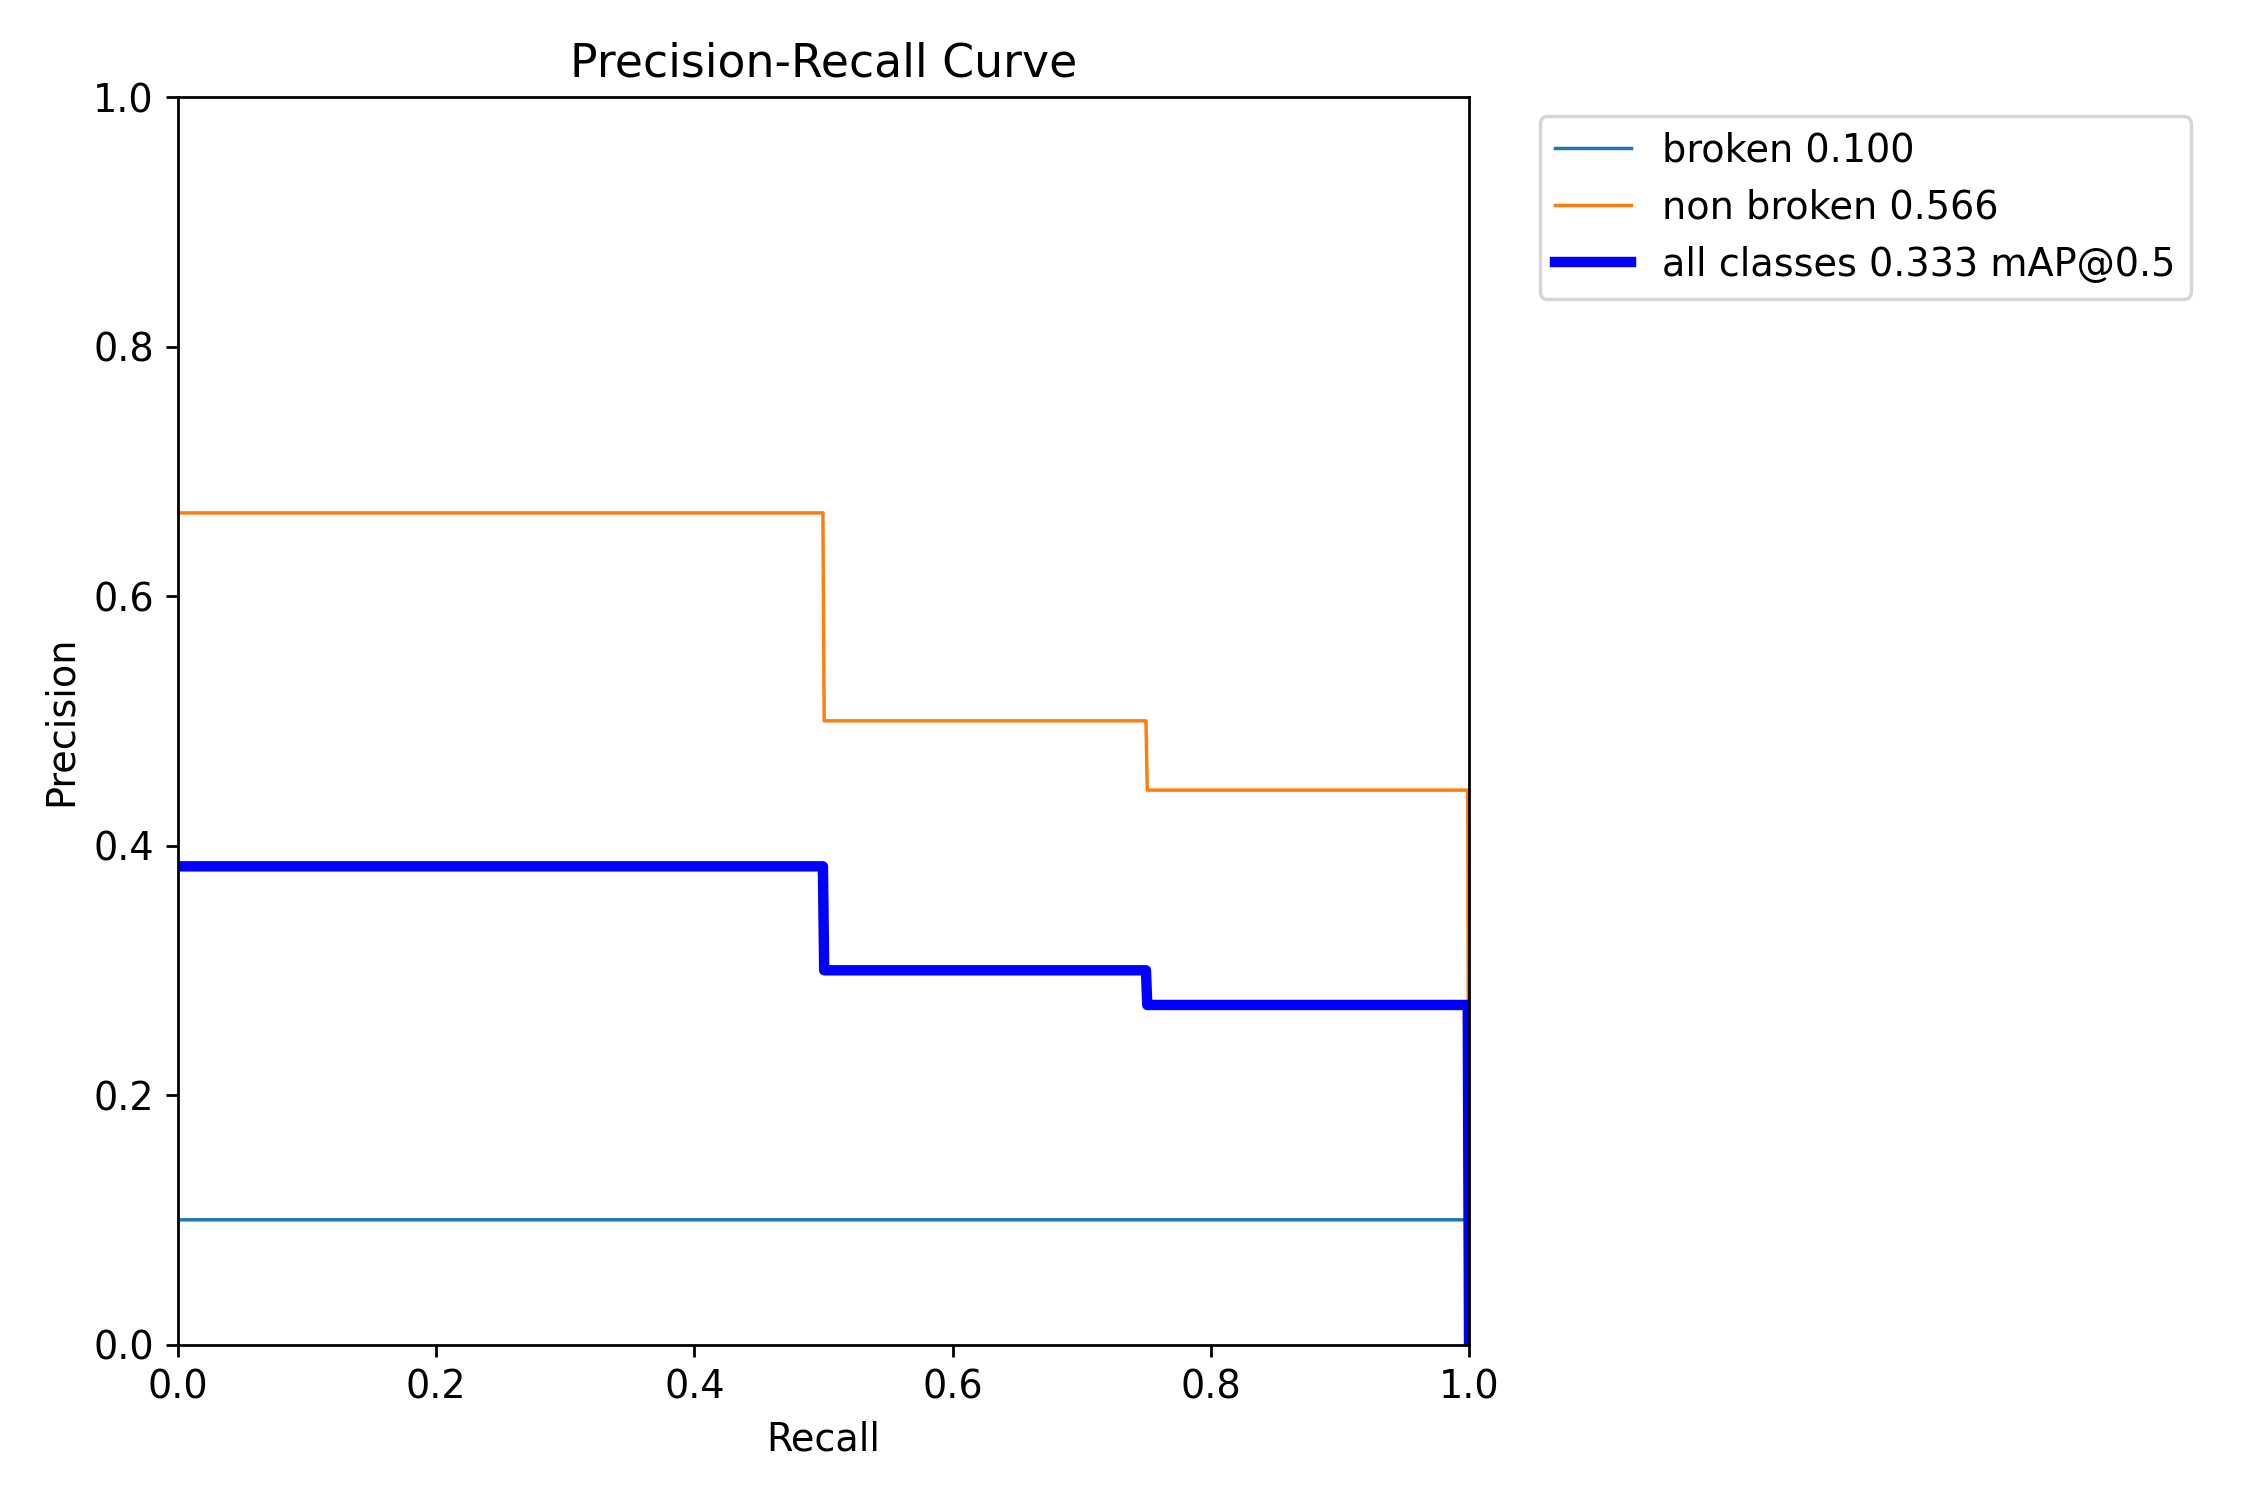 Precision-Recall Curve
1.0
0.8
0.6
0.4
0.2
0.0
Precision
0.0 0.2 0.4 0.6 0.8 1.0
Recall
broken 0.100
non broken 0.566
all classes 0.333 mAP@0.5